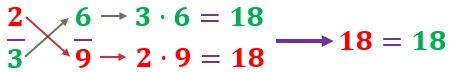 2 6 → 3 · 6 = 18
3 9 → 2 · 9 = 18 → 18 = 18